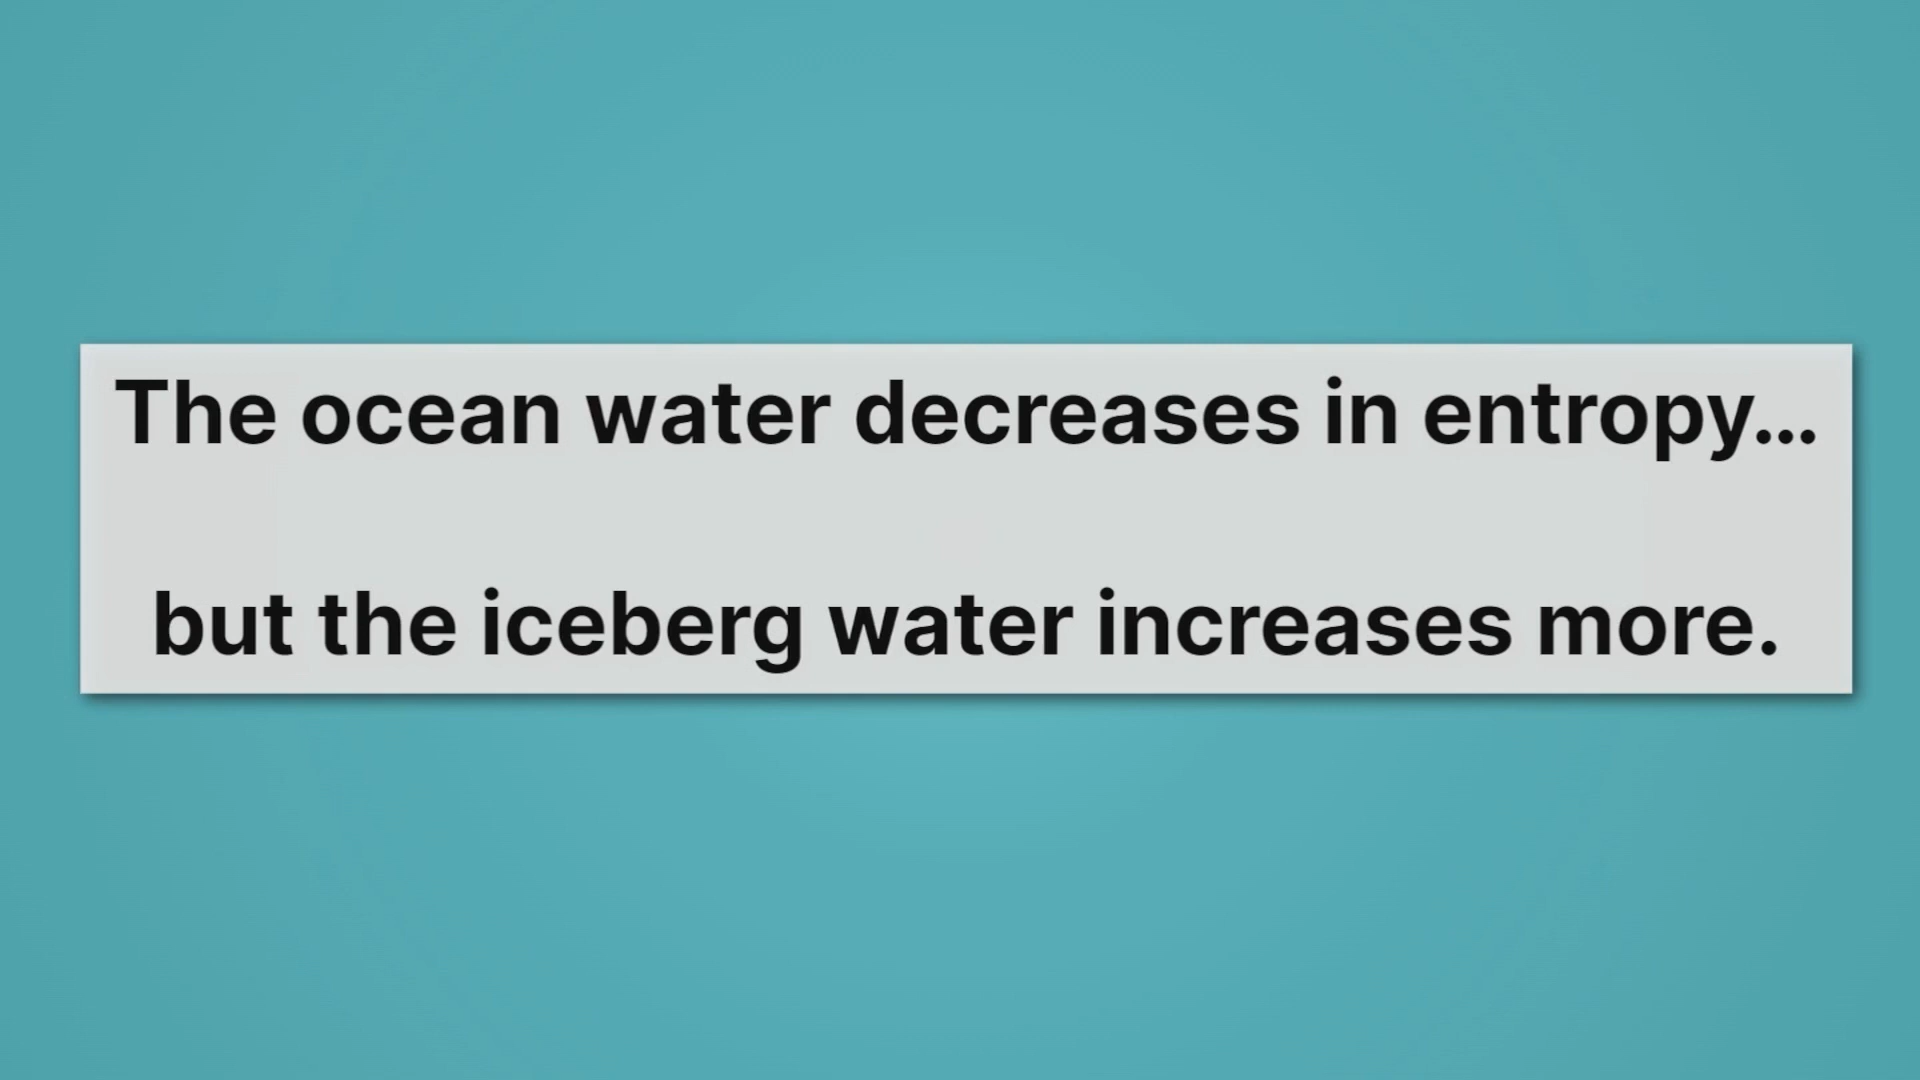 The ocean water decreases in entropy...
but the iceberg water increases more.